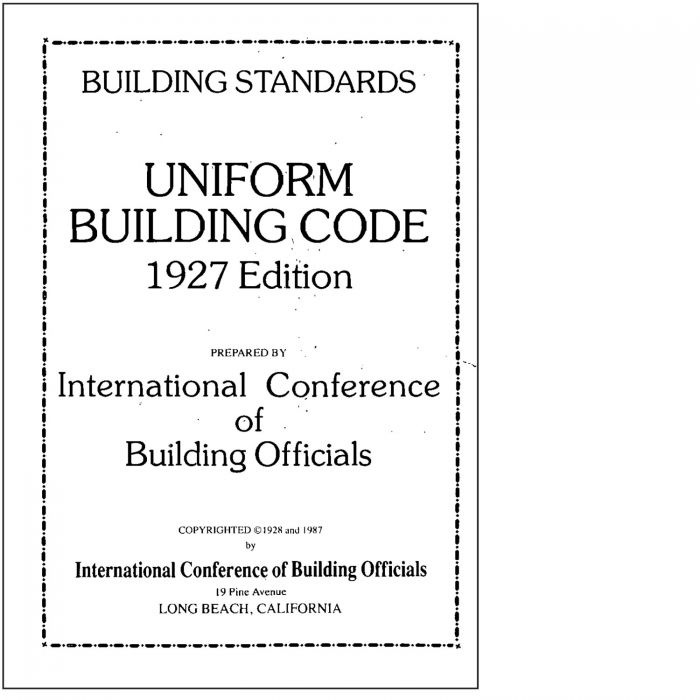 BUILDING STANDARDS
UNIFORM
BUILDING CODE
1927 Edition
PREPARED BY
International Conference
of
Building Officials
COPYRIGHTED ©1928 and 1987
by
International Conference of Building Officials
19 Pine Avenue
LONG BEACH, CALIFORNIA